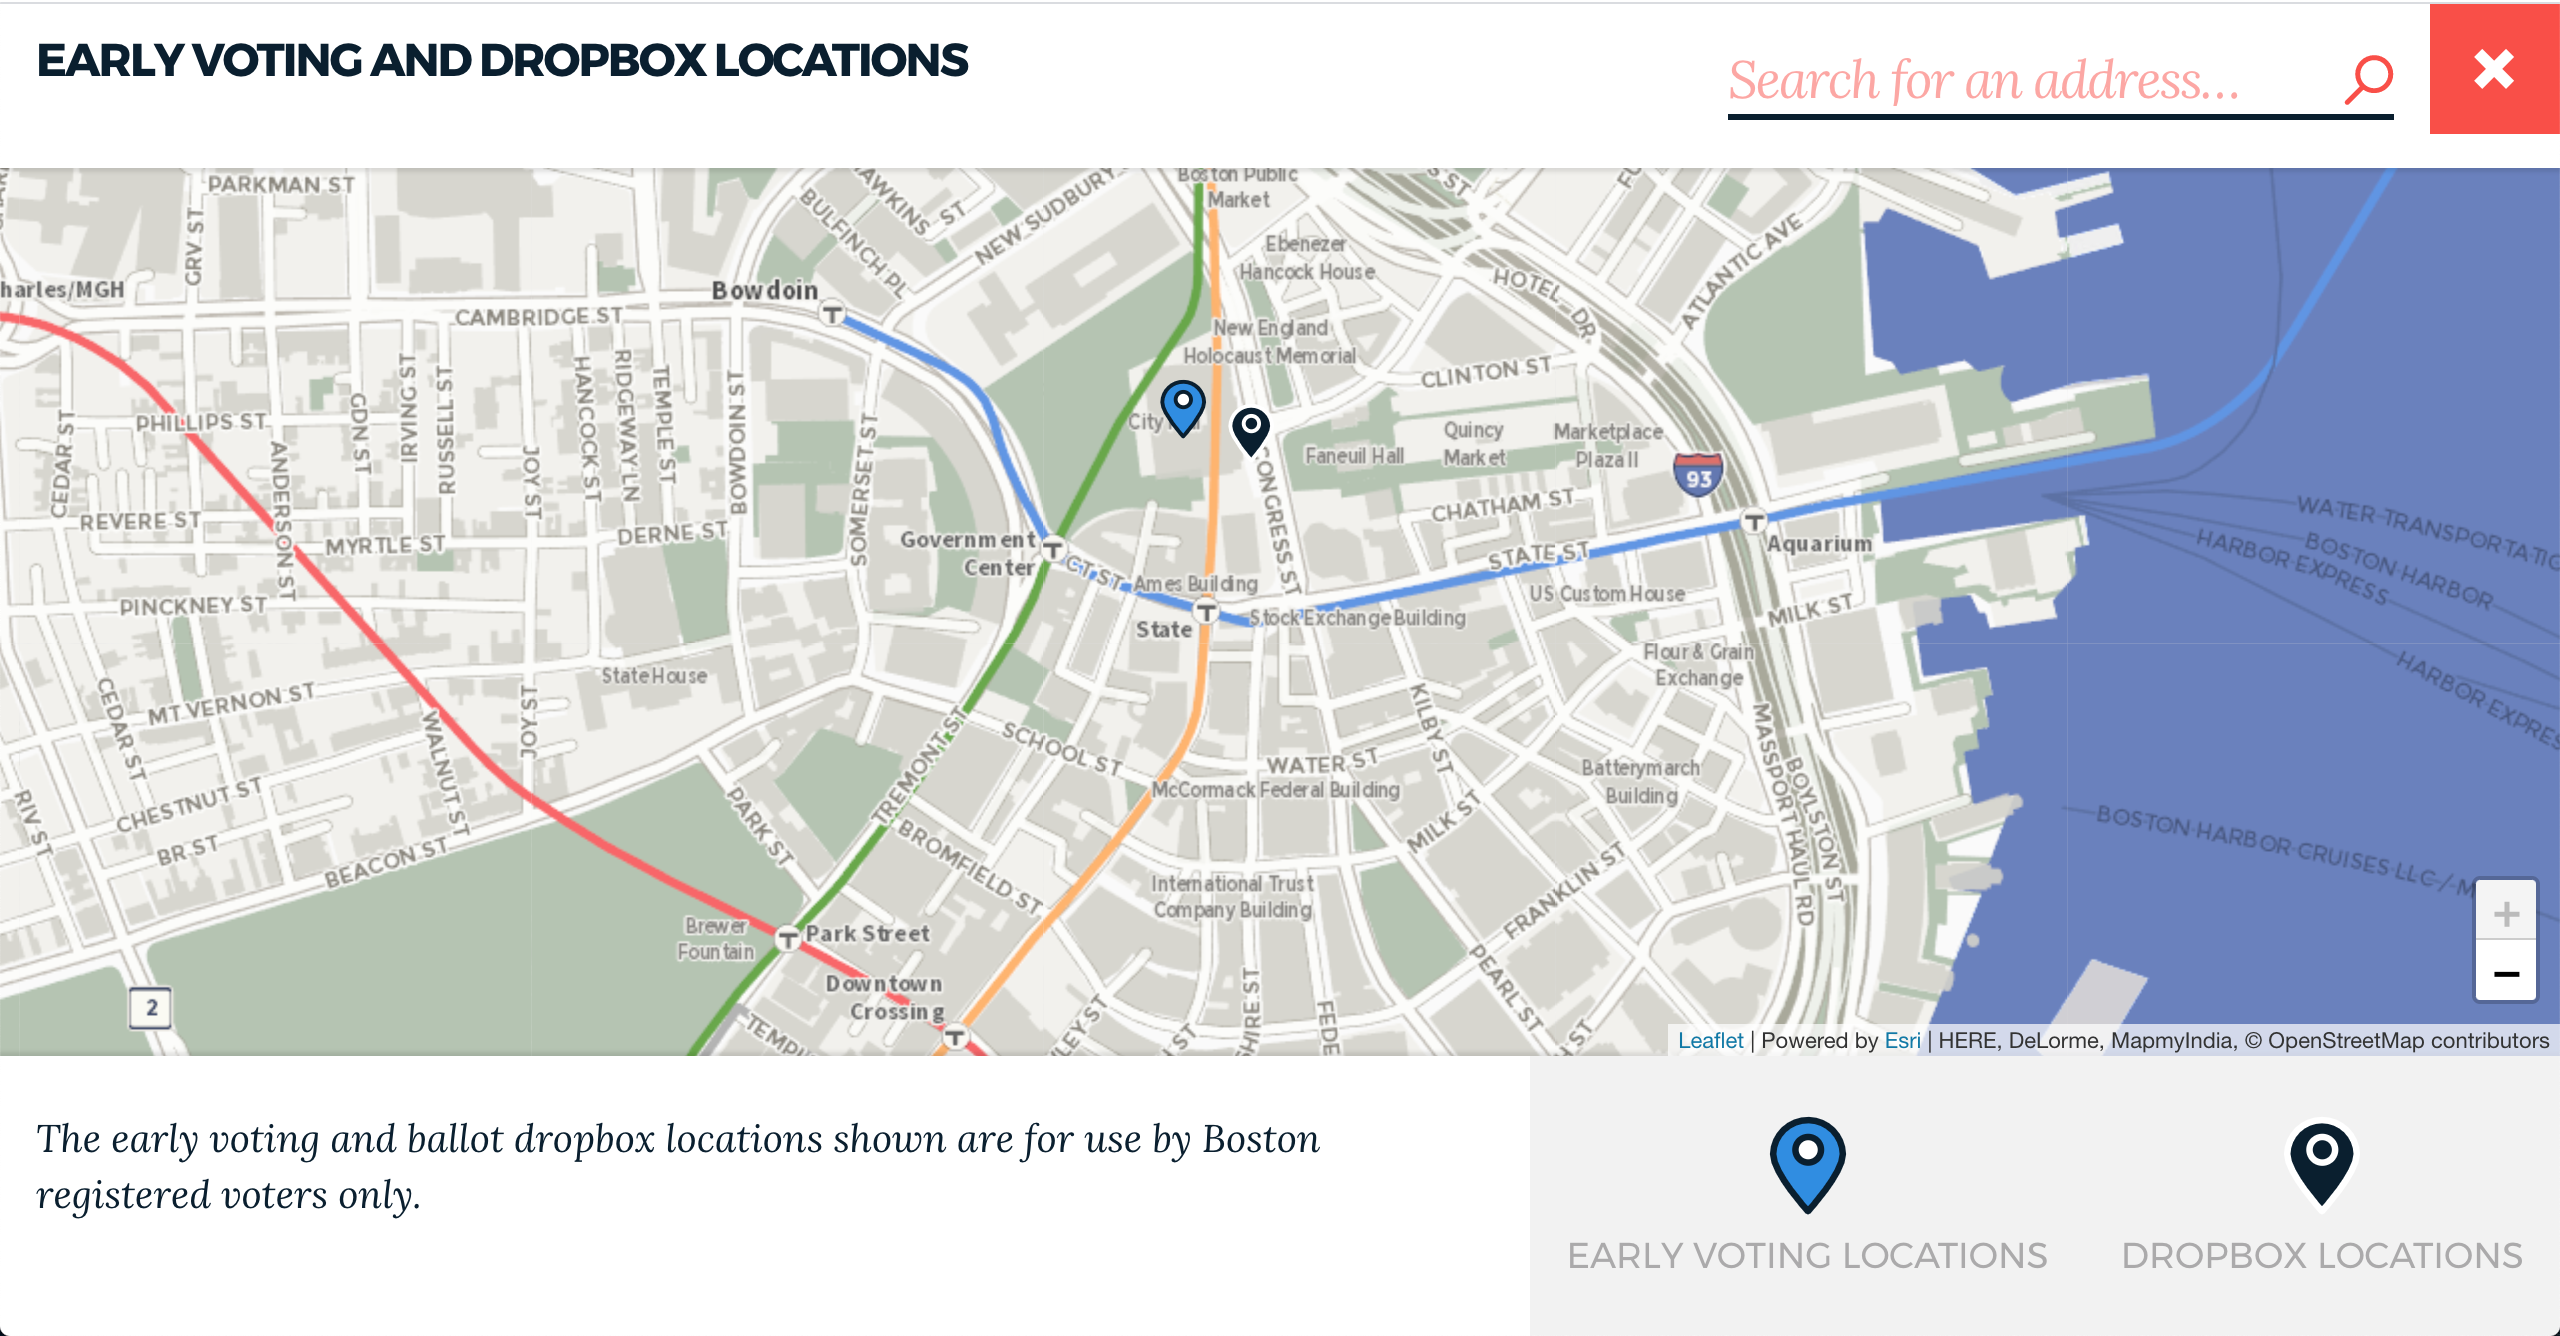 EARLY VOTING AND DROPBOX LOCATIONS
Search for an address...
PARKMAN ST
GRV ST
HAWKINS ST
BULFINCH PL
NEW SUDBURY
Boston Public
Market
Ebenezer
Hancock House
HOTEL DR.
ATLANTIC AVE
harles/MGH
Bowdoin
CAMBRIDGE ST
New England
Holocaust Memorial
CLINTON ST
PHILLIPS ST
CEDAR ST
ANDERSON ST
GDN ST
IRVING ST
RUSSELL ST
JOY ST
HANCOCK ST
RIDGEWAY LN
TEMPLE ST
BOWDOIN ST
SOMERSET ST
City
CONGRESS ST
Faneuil Hall
Quincy
Market
Marketplace
Plaza II
93
CHATHAM ST
REVERE ST
MYRTLE ST
DERNE ST
Government
Center
CT ST
Ames Building
STATE ST
Aquarium
WATER TRANSPORTATIO
BOSTON HARBOR
HARBOR EXPRESS
HARBOR EXPRES
PINCKNEY ST
State
Stock Exchange Building
US Custom House
MILK ST
State House
Flour & Grain
Exchange
MT VERNON ST
CEDAR ST
WALNUT ST
JOY ST
TREMONT ST
SCHOOL ST
WATER ST
KILBY ST
MASSPORT HAUL RD
BOYLSTON ST
McCormack Federal Building
Batterymarch
Building
RIV ST
CHESTNUT ST
BR ST
BEACON ST
PARK ST
BROMFIELD ST
MILK ST
FRANKLIN ST
BOSTON HARBOR CRUISES LLC / M
International Trust
Company Building
Brewer
Fountain
Park Street
Downtown
Crossing
PEARL ST
2
TEMPL
LEY ST
ST
SHIRE ST
FEDE
H ST
+
−
Leaflet | Powered by Esri | HERE, DeLorme, MapmyIndia, © OpenStreetMap contributors
The early voting and ballot dropbox locations shown are for use by Boston
registered voters only.
EARLY VOTING LOCATIONS
DROPBOX LOCATIONS